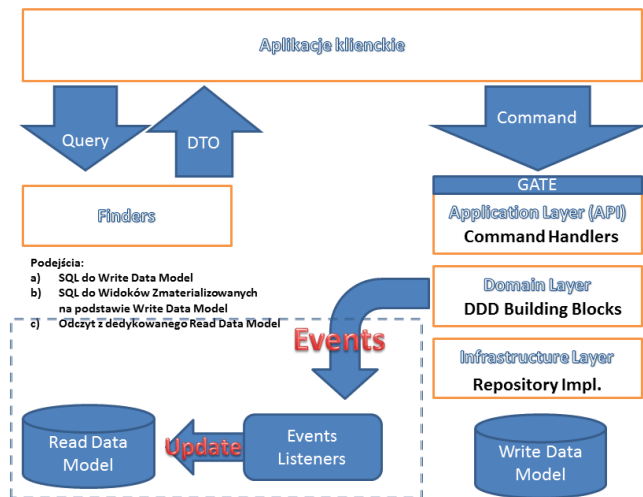 Aplikacje klienckie
Query
DTO
Command
GATE
Finders
Application Layer (API)
Command Handlers
Podejścia:
a) SQL do Write Data Model
b) SQL do Widoków Zmaterializowanych
na podstawie Write Data Model
c) Odczyt z dedykowanego Read Data Model
Domain Layer
DDD Building Blocks
Events
Infrastructure Layer
Repository Impl.
Read Data
Model
Update
Events
Listeners
Write Data
Model